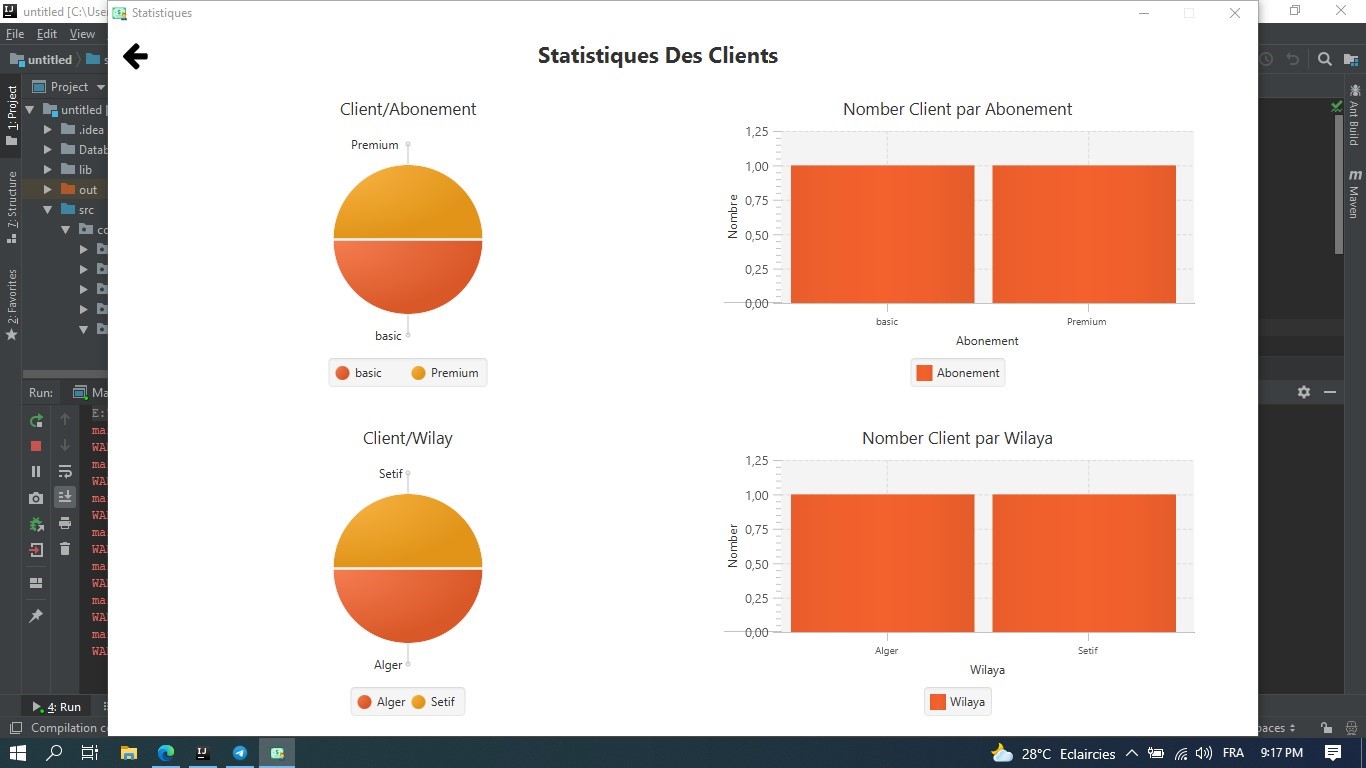 untitled [C:\Use
Statistiques
File Edit View
untitled
Statistiques Des Clients
Project
untitled [
.idea
Datab
lib
out
src
co
1: Project
7: Structure
2: Favorites
Ant Build
Maven
Client/Abonement
Premium
basic
basic Premium
Nomber Client par Abonement
1,25
1,00
0,75
0,50
0,25
0,00
Nombre
basic Premium
Abonement
Abonement
Client/Wilay
Setif
Alger
Alger Setif
Nomber Client par Wilaya
1,25
1,00
0,75
0,50
0,25
0,00
Number
Alger Setif
Wilaya
Wilaya
Run: Ma
E:
ma
WA
ma
WA
ma
WA
ma
WA
ma
WA
ma
WA
ma
WA
4: Run
Compilation c
paces
28°C Eclaircies FRA 9:17 PM